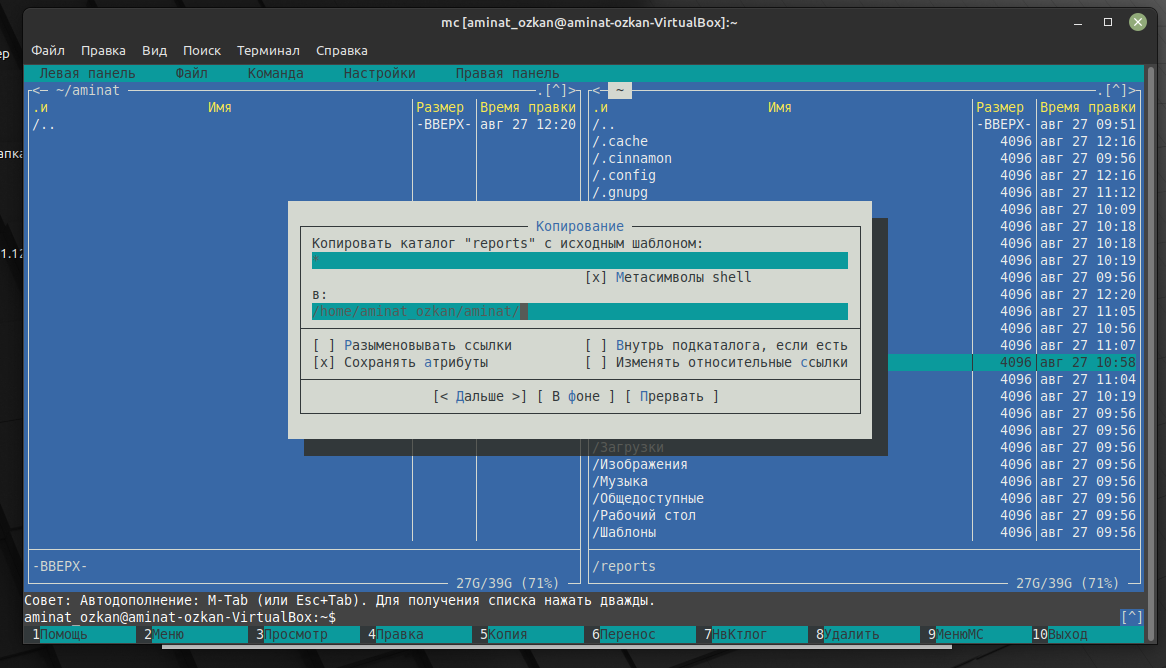 mc [aminat_ozkan@aminat-ozkan-VirtualBox]:~
Файл Правка Вид Поиск Терминал Справка
Левая панель Файл Команда Настройки Правая панель
<─ ~/aminat .[^]>
.и Имя Размер Время правки
/.. -ВВЕРХ- авг 27 12:20
-ВВЕРХ-
27G/39G (71%)
<─ ~ .[^]>
.и Имя Размер Время правки
/.. -ВВЕРХ- авг 27 09:51
/.cache 4096 авг 27 12:16
/.cinnamon 4096 авг 27 09:56
/.config 4096 авг 27 12:16
/.gnupg 4096 авг 27 11:12
4096 авг 27 10:09
4096 авг 27 10:18
4096 авг 27 10:18
4096 авг 27 10:19
4096 авг 27 09:56
4096 авг 27 12:20
4096 авг 27 11:05
4096 авг 27 10:56
4096 авг 27 11:07
4096 авг 27 10:58
4096 авг 27 11:04
4096 авг 27 10:19
4096 авг 27 09:56
4096 авг 27 09:56
/Загрузки 4096 авг 27 09:56
/Изображения 4096 авг 27 09:56
/Музыка 4096 авг 27 09:56
/Общедоступные 4096 авг 27 09:56
/Рабочий стол 4096 авг 27 09:56
/Шаблоны 4096 авг 27 09:56
/reports
27G/39G (71%)
Копирование
Копировать каталог "reports" с исходным шаблоном:
*
[x] Метасимволы shell
в:
/home/aminat_ozkan/aminat/
[ ] Разыменовывать ссылки [ ] Внутрь подкаталога, если есть
[x] Сохранять атрибуты [ ] Изменять относительные ссылки
[< Дальше >] [ В фоне ] [ Прервать ]
Совет: Автодополнение: M-Tab (или Esc+Tab). Для получения списка нажать дважды.
aminat_ozkan@aminat-ozkan-VirtualBox:~$ [^]
1Помощь 2Меню 3Просмотр 4Правка 5Копия 6Перенос 7НвКтлог 8Удалить 9МенюМС 10Выход